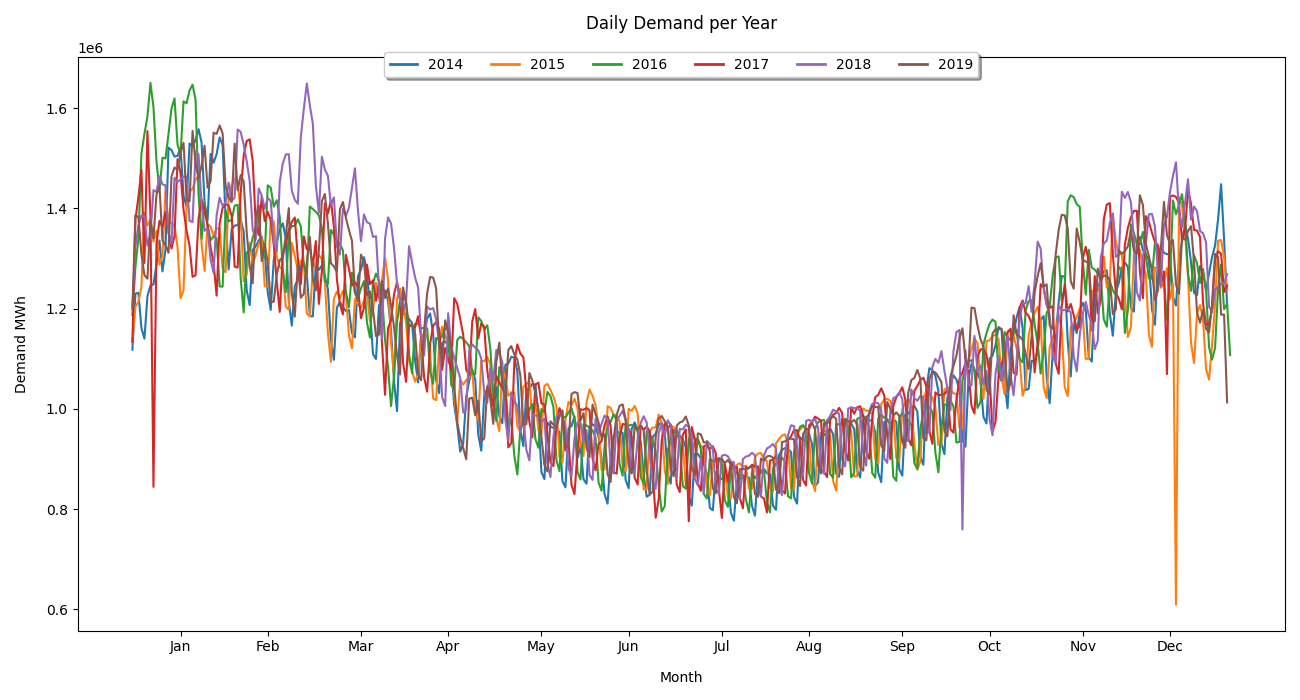 Daily Demand per Year
1e6
2014 2015 2016 2017 2018 2019
1.6
1.4
1.2
1.0
0.8
0.6
Demand MWh
Jan Feb Mar Apr May Jun Jul Aug Sep Oct Nov Dec
Month